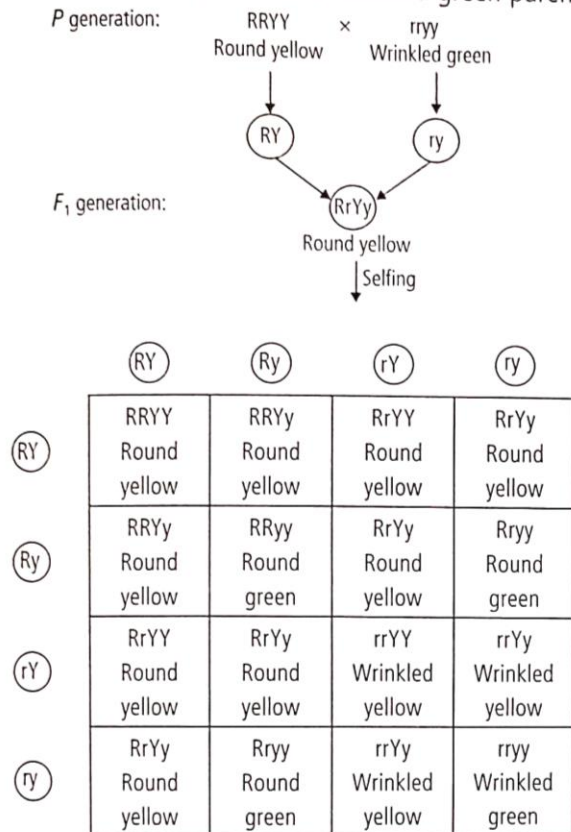 green paren
P generation:
RRYY × rryy
Round yellow Wrinkled green
RY ry
F₁ generation:
RrYy
Round yellow
Selfing
RY Ry rY ry
RY
RRYY RRYy RrYY RrYy
Round Round Round Round
yellow yellow yellow yellow
Ry
RRYy RRyy RrYy Rryy
Round Round Round Round
yellow green yellow green
rY
RrYY RrYy rrYY rrYy
Round Round Wrinkled Wrinkled
yellow yellow yellow yellow
ry
RrYy Rryy rrYy rryy
Round Round Wrinkled Wrinkled
yellow green yellow green